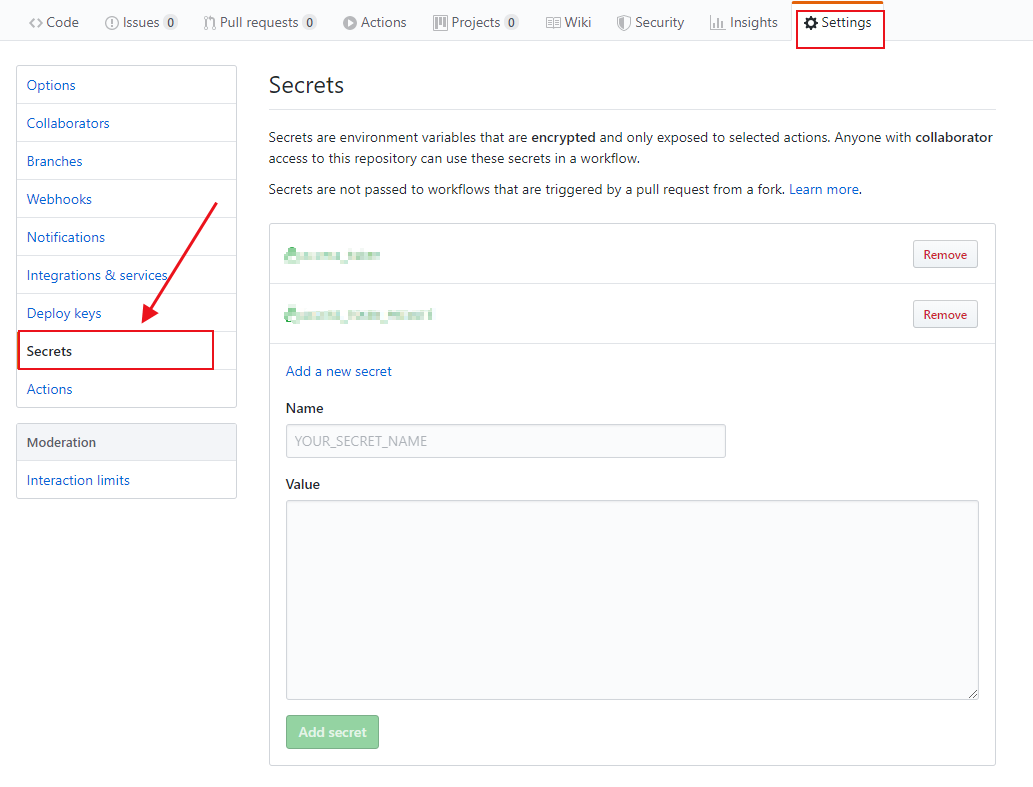 Code Issues 0 Pull requests 0 Actions Projects 0 Wiki Security Insights Settings
Options
Collaborators
Branches
Webhooks
Notifications
Integrations & services
Deploy keys
Secrets
Actions
Moderation
Interaction limits
Secrets
Secrets are environment variables that are encrypted and only exposed to selected actions. Anyone with collaborator
access to this repository can use these secrets in a workflow.
Secrets are not passed to workflows that are triggered by a pull request from a fork. Learn more.
Remove
Remove
Add a new secret
Name
YOUR_SECRET_NAME
Value
Add secret